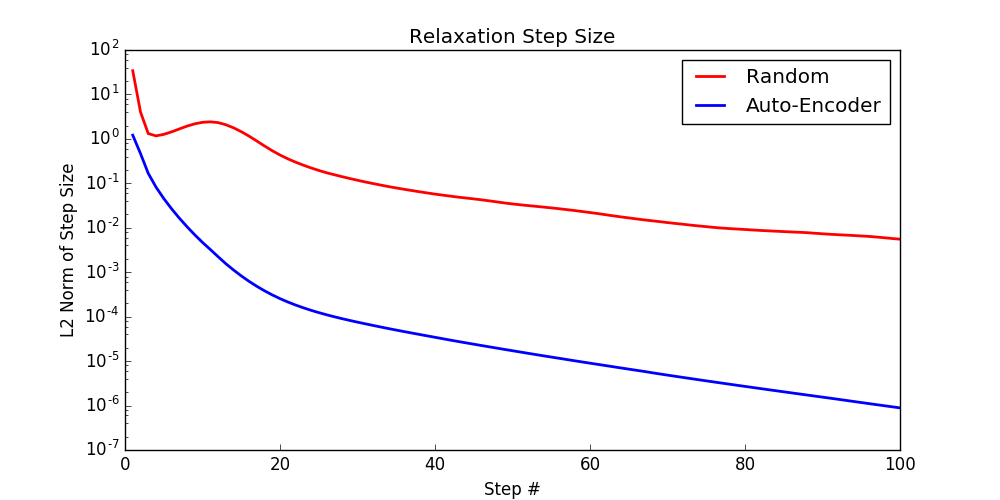 Relaxation Step Size
Random
Auto-Encoder
L2 Norm of Step Size
10^2
10^1
10^0
10^-1
10^-2
10^-3
10^-4
10^-5
10^-6
10^-7
0 20 40 60 80 100
Step #